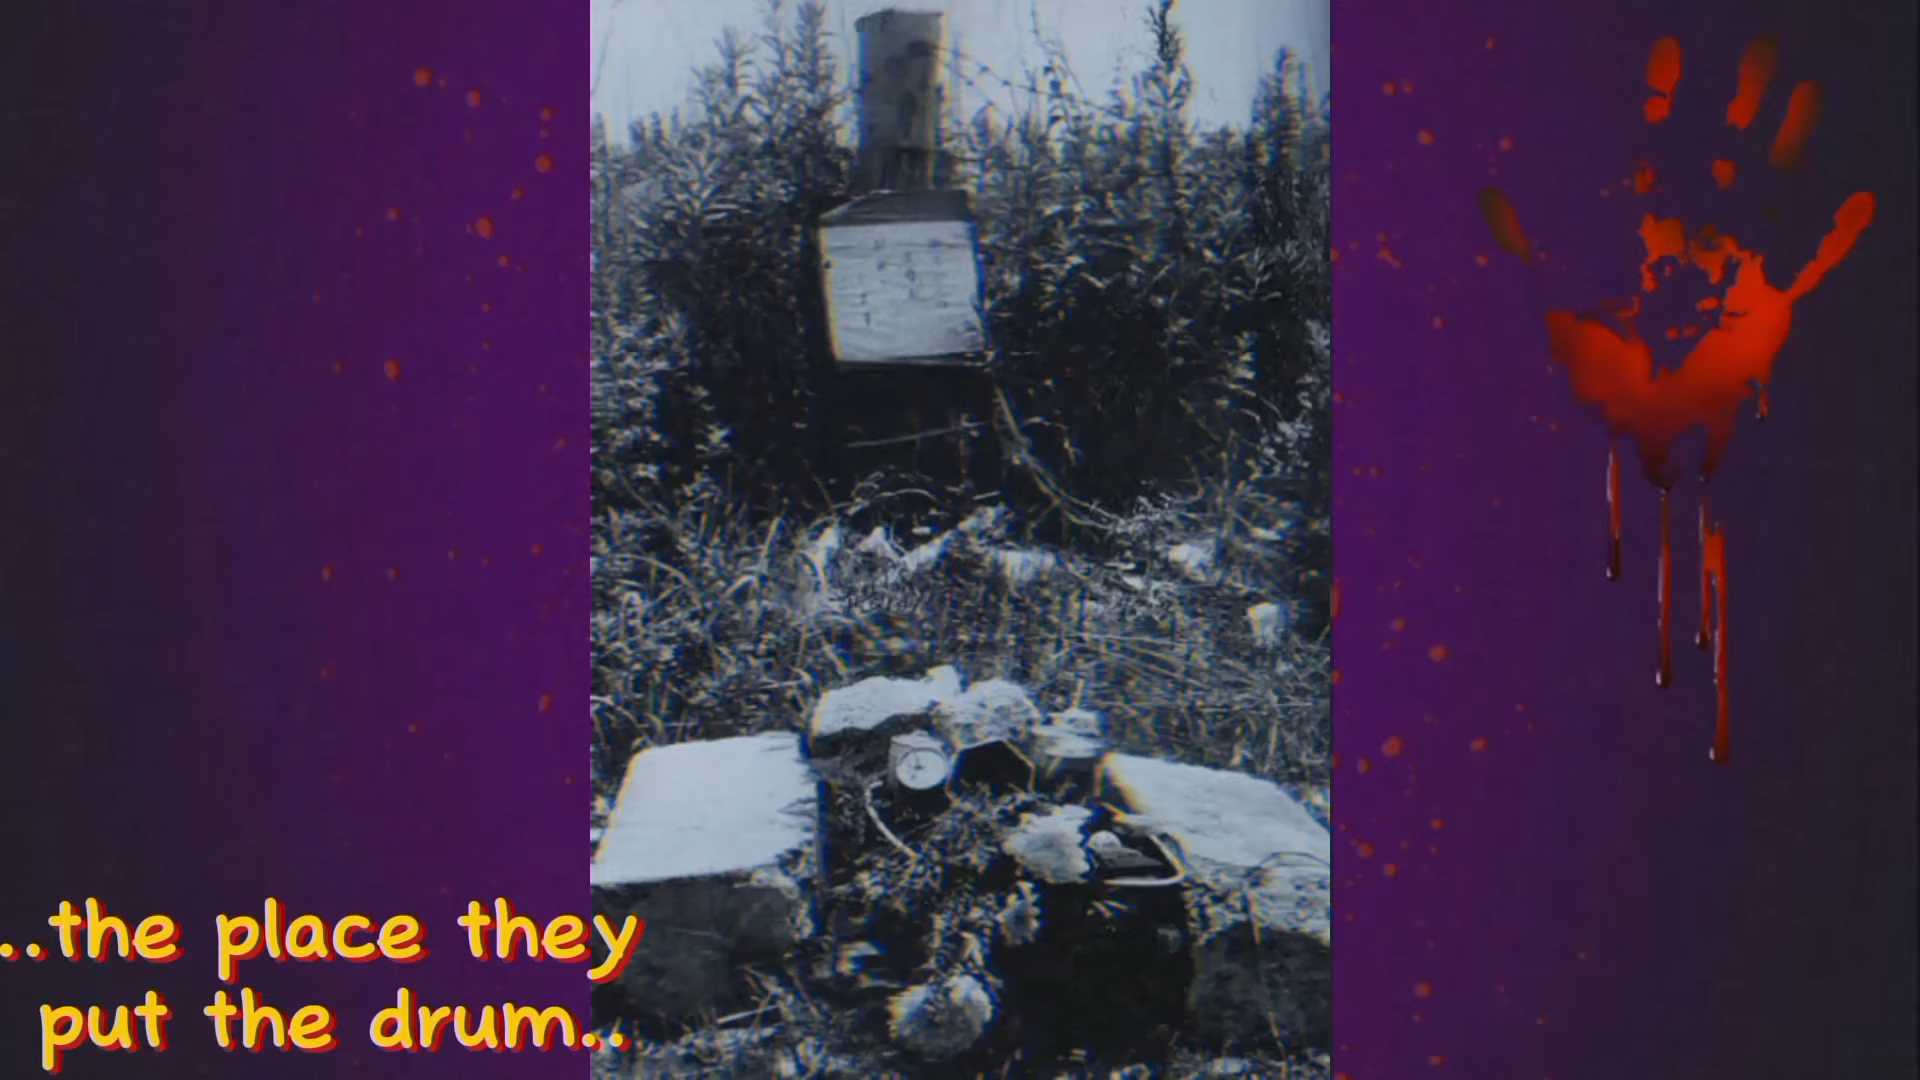 ..the place they
put the drum..